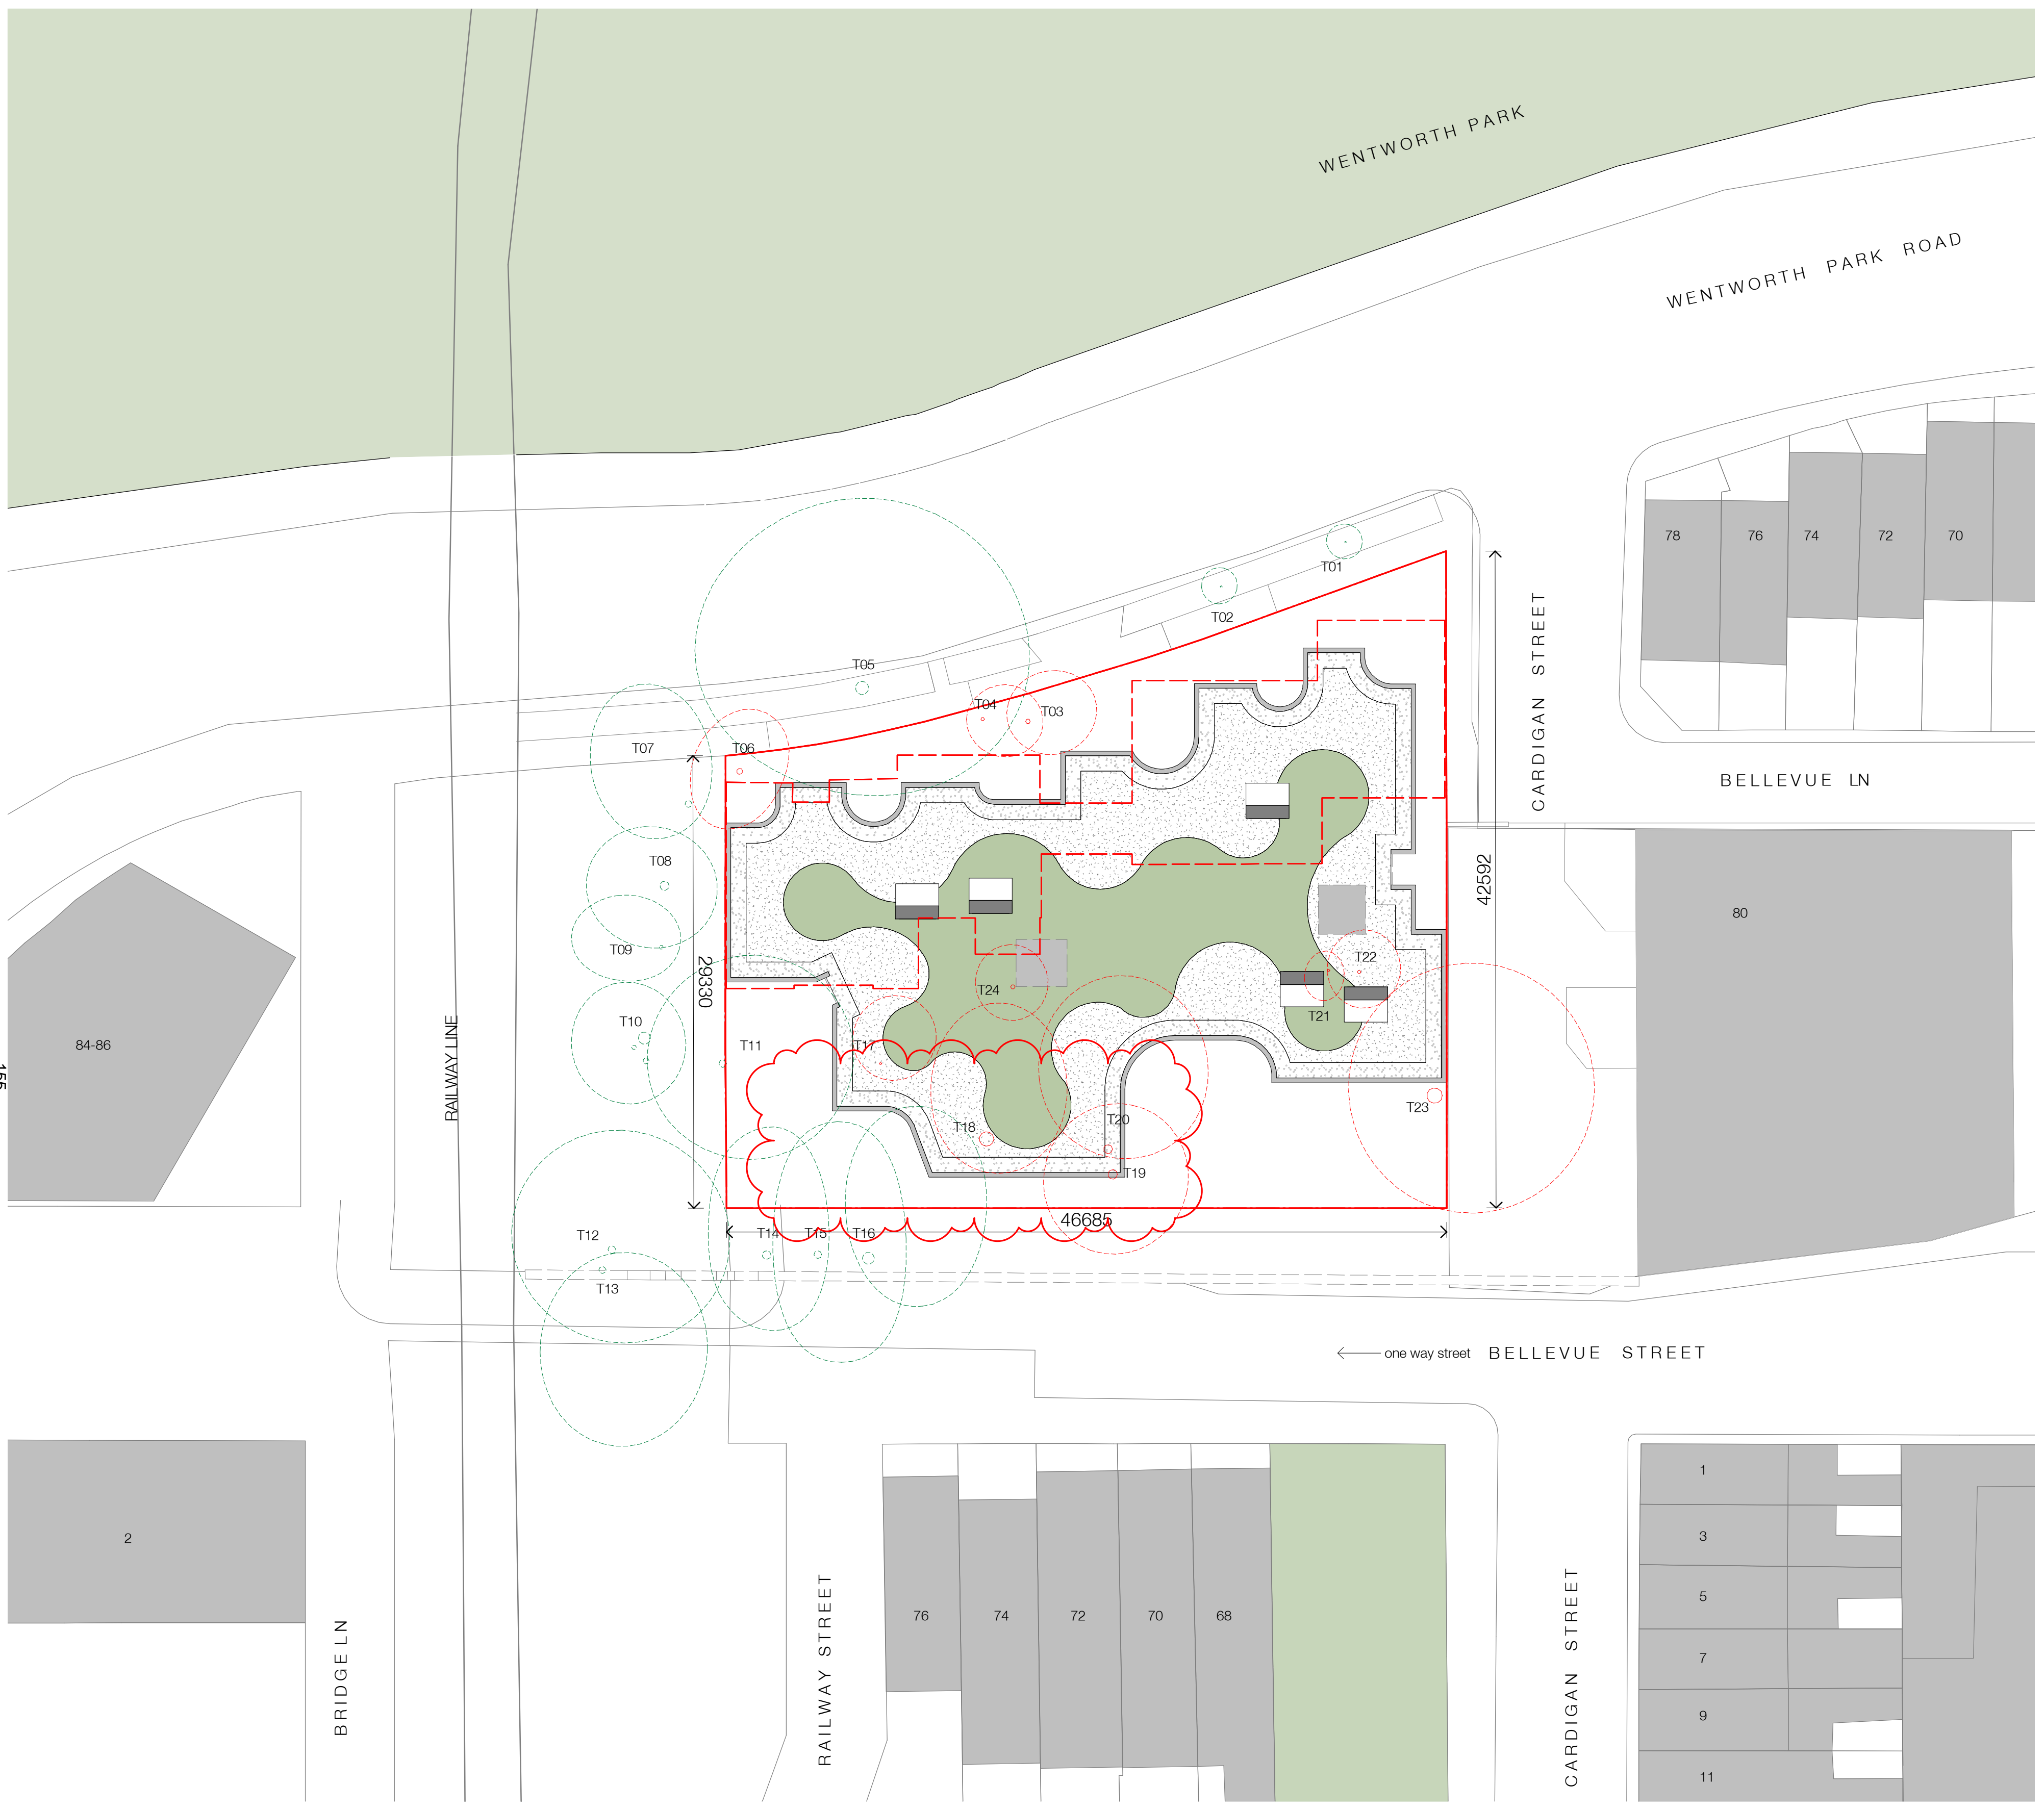 WENTWORTH PARK
WENTWORTH PARK ROAD
78
76
74
72
70
T01
T02
CARDIGAN STREET
T05
T04
T03
T06
T07
BELLEVUE LN
T08
42592
80
T09
T22
29330
T24
T10
T21
RAILWAY LINE
84-86
T11
T17
155
T23
T18
T20
T19
46685
T12
T14
T15
T16
T13
one way street
BELLEVUE STREET
1
2
3
5
76
74
72
70
68
7
9
11
BRIDGE LN
RAILWAY STREET
CARDIGAN STREET